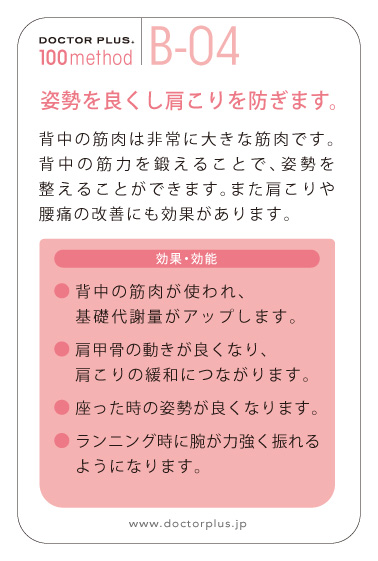 DOCTOR PLUS.
100method
B-04
姿勢を良くし肩こりを防ぎます。
背中の筋肉は非常に大きな筋肉です。
背中の筋力を鍛えることで、姿勢を
整えることができます。また肩こりや
腰痛の改善にも効果があります。
効果・効能
● 背中の筋肉が使われ、
基礎代謝量がアップします。
● 肩甲骨の動きが良くなり、
肩こりの緩和につながります。
● 座った時の姿勢が良くなります。
● ランニング時に腕が力強く振れる
ようになります。
www.doctorplus.jp